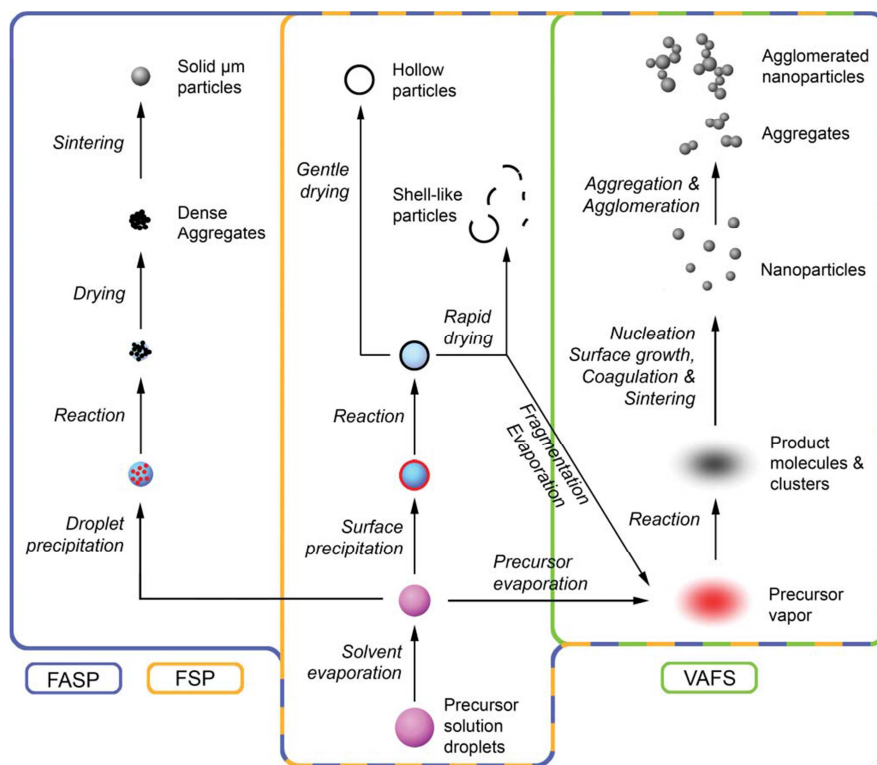 Solid µm
particles
Sintering
Dense
Aggregates
Drying
Reaction
Droplet
precipitation
Hollow
particles
Gentle
drying
Shell-like
particles
Rapid
drying
Fragmentation
Evaporation
Reaction
Surface
precipitation
Precursor
evaporation
Solvent
evaporation
Precursor
solution
droplets
Agglomerated
nanoparticles
Aggregates
Aggregation &
Agglomeration
Nanoparticles
Nucleation
Surface growth,
Coagulation &
Sintering
Product
molecules &
clusters
Reaction
Precursor
vapor
FASP
FSP
VAFS